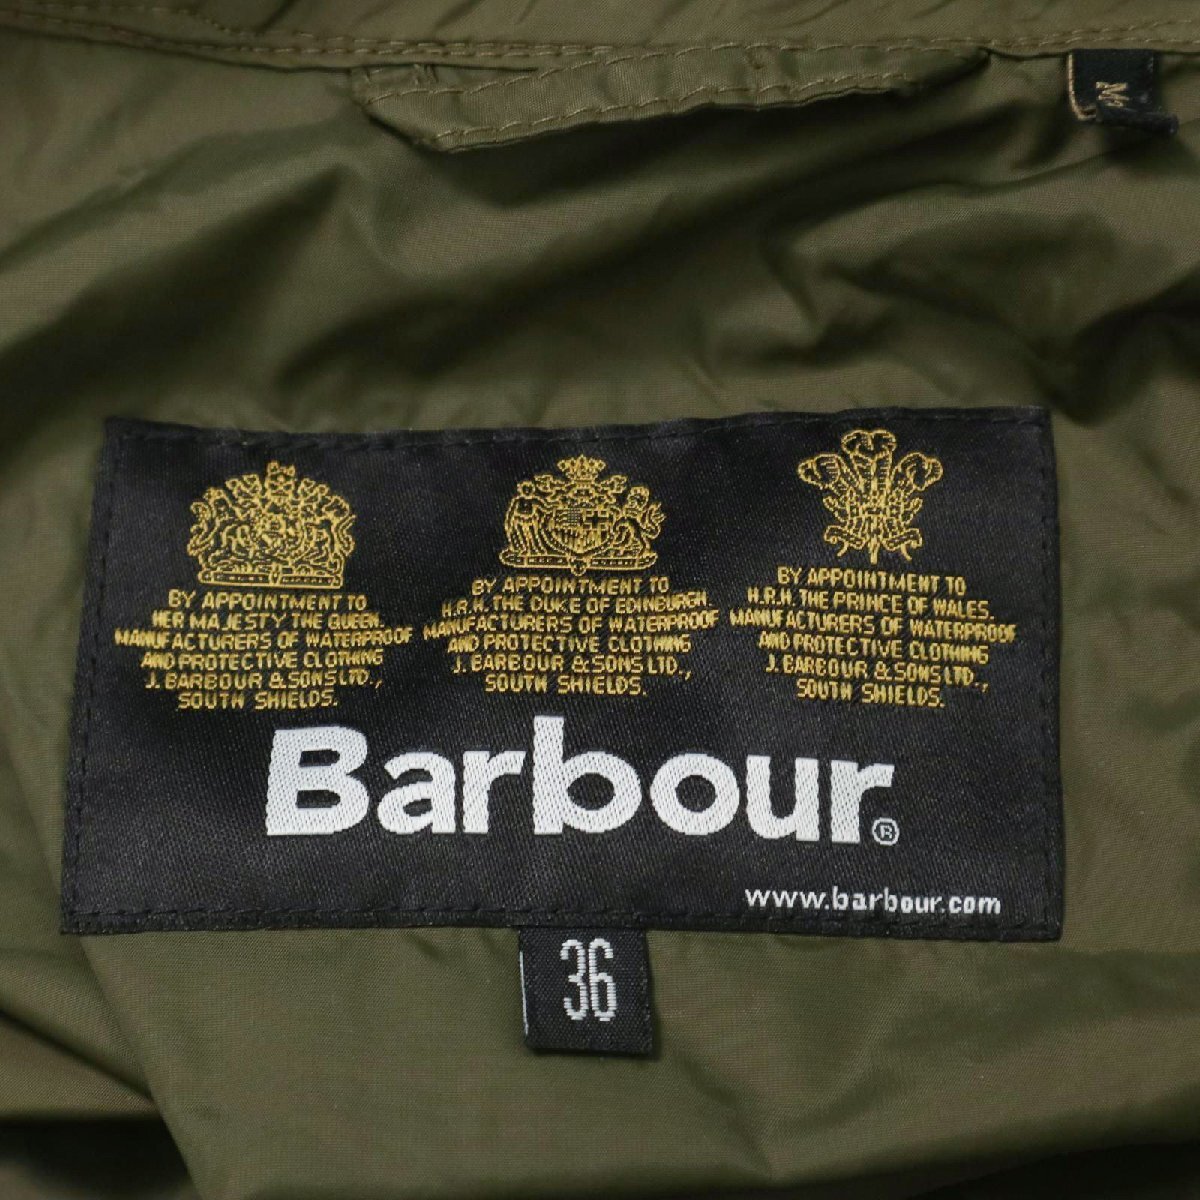 BY APPOINTMENT TO
HER MAJESTY THE QUEEN.
MANUFACTURERS OF WATERPROOF
AND PROTECTIVE CLOTHING
J. BARBOUR & SONS LTD.,
SOUTH SHIELDS.
BY APPOINTMENT TO
H.R.H. THE DUKE OF EDINBURGH.
MANUFACTURERS OF WATERPROOF
AND PROTECTIVE CLOTHING
J. BARBOUR & SONS LTD.,
SOUTH SHIELDS.
BY APPOINTMENT TO
H.R.H. THE PRINCE OF WALES.
MANUFACTURERS OF WATERPROOF
AND PROTECTIVE CLOTHING
J. BARBOUR & SONS LTD.,
SOUTH SHIELDS.
Barbour®
www.barbour.com
36